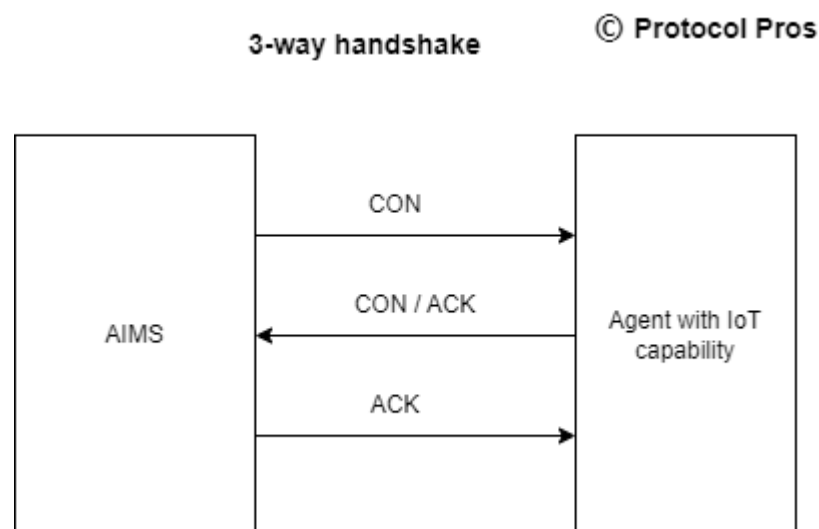 3-way handshake
© Protocol Pros
CON
CON / ACK
AIMS
Agent with IoT
capability
ACK